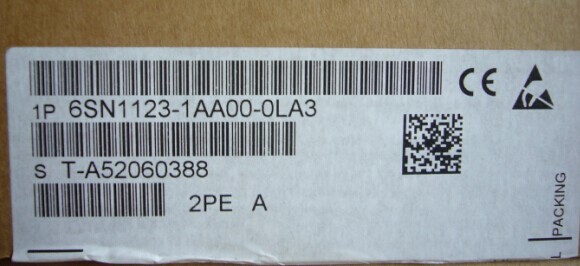 1P 6SN1123-1AA00-0LA3
S T-A52060388
2PE A
CE
L PACKING